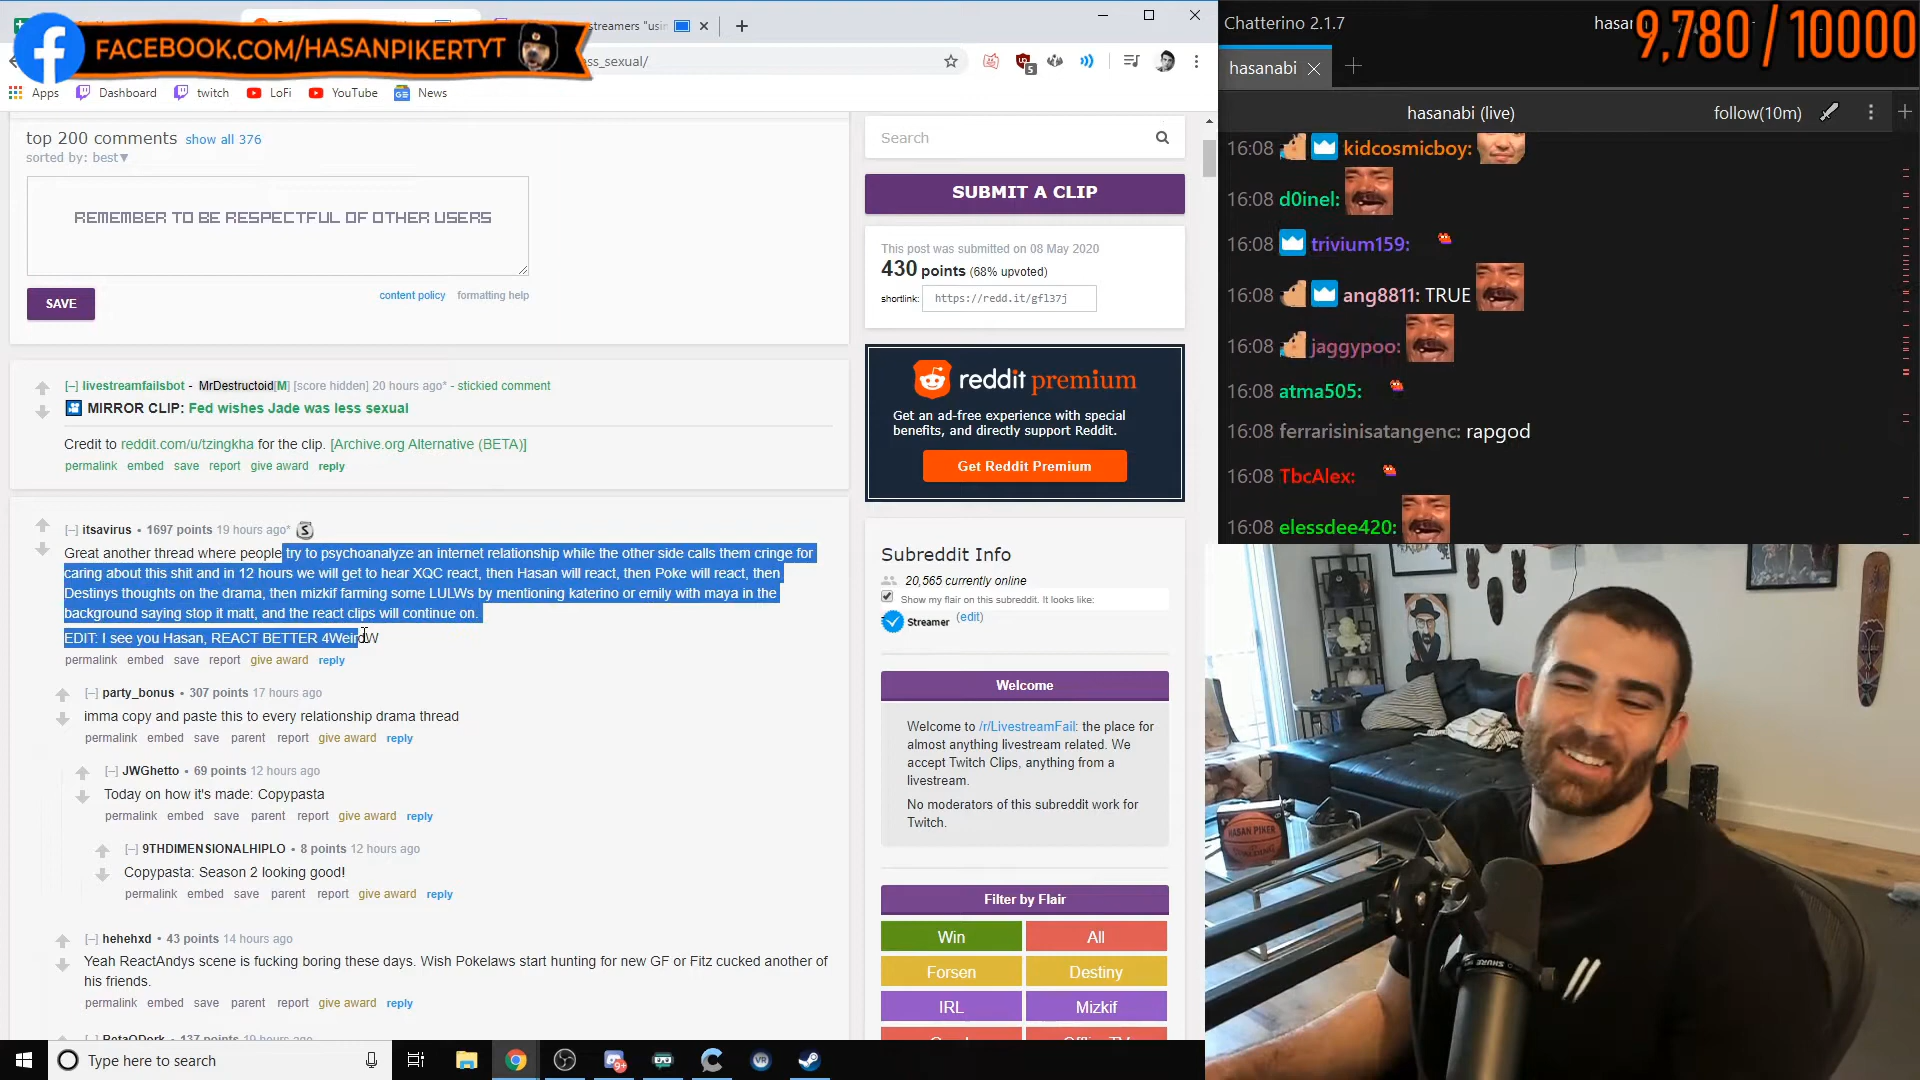 streamers "usin
FACEBOOK.COM/HASANPIKERTYT
ss_sexual/
5
Apps
Dashboard
twitch
LoFi
YouTube
News
top 200 comments show all 376
sorted by: best▼
REMEMBER TO BE RESPECTFUL OF OTHER USERS
content policy formatting help
SAVE
[–] livestreamfailsbot - MrDestructoid[M] [score hidden] 20 hours ago* - stickied comment
MIRROR CLIP: Fed wishes Jade was less sexual
Credit to reddit.com/u/tzingkha for the clip. [Archive.org Alternative (BETA)]
permalink embed save report give award reply
[–] itsavirus • 1697 points 19 hours ago*
Great another thread where people try to psychoanalyze an internet relationship while the other side calls them cringe for
caring about this shit and in 12 hours we will get to hear XQC react, then Hasan will react, then Poke will react, then
Destinys thoughts on the drama, then mizkif farming some LULWs by mentioning katerino or emily with maya in the
background saying stop it matt, and the react clips will continue on.
EDIT: I see you Hasan, REACT BETTER 4WeirdW
permalink embed save report give award reply
[–] party_bonus • 307 points 17 hours ago
imma copy and paste this to every relationship drama thread
permalink embed save parent report give award reply
[–] JWGhetto • 69 points 12 hours ago
Today on how it's made: Copypasta
permalink embed save parent report give award reply
[–] 9THDIMENSIONALHIPLO • 8 points 12 hours ago
Copypasta: Season 2 looking good!
permalink embed save parent report give award reply
[–] hehehxd • 43 points 14 hours ago
Yeah ReactAndys scene is fucking boring these days. Wish Pokelaws start hunting for new GF or Fitz cucked another of
his friends.
permalink embed save parent report give award reply
137 points 19 hours ago
Search
SUBMIT A CLIP
This post was submitted on 08 May 2020
430 points (68% upvoted)
shortlink: https://redd.it/gfl37j
reddit premium
Get an ad-free experience with special
benefits, and directly support Reddit.
Get Reddit Premium
Subreddit Info
20,565 currently online
Show my flair on this subreddit. It looks like:
Streamer (edit)
Welcome
Welcome to /r/LivestreamFail: the place for
almost anything livestream related. We
accept Twitch Clips, anything from a
livestream.
No moderators of this subreddit work for
Twitch.
Filter by Flair
Win
All
Forsen
Destiny
IRL
Mizkif
Type here to search
Chatterino 2.1.7
9,780 / 10000
hasanabi
hasanabi (live)
follow(10m)
16:08 kidcosmicboy:
16:08 d0inel:
16:08 trivium159:
16:08 ang8811: TRUE
16:08 jaggypoo:
16:08 atma505:
16:08 ferrarisinisatangenc: rapgod
16:08 TbcAlex:
16:08 elessdee420:
HASAN PIKER
SHURE